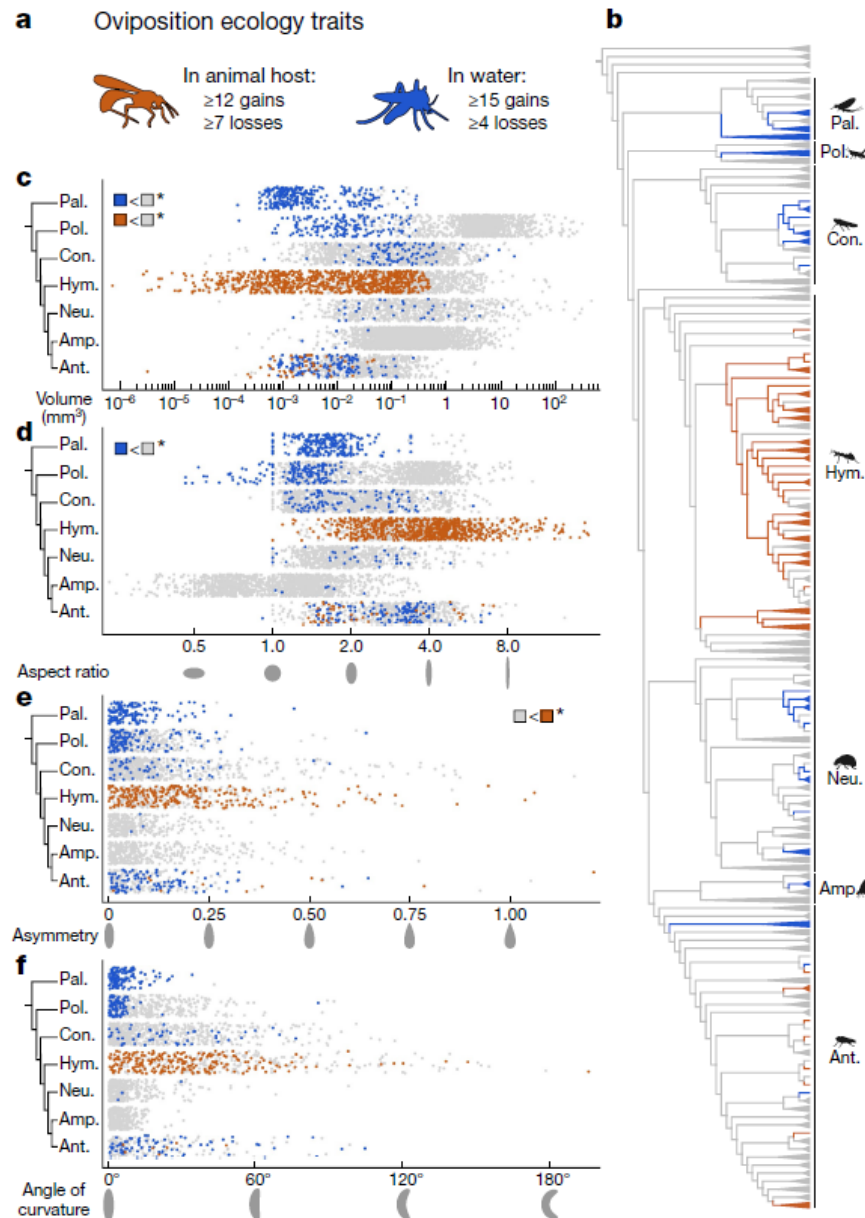 a Oviposition ecology traits
In animal host:
≥12 gains
≥7 losses
In water:
≥15 gains
≥4 losses
b
Pal.
Pol.
Con.
Hym.
Neu.
Amp.
Ant.
c
< *
< *
Pal.
Pol.
Con.
Hym.
Neu.
Amp.
Ant.
10⁻⁶ 10⁻⁵ 10⁻⁴ 10⁻³ 10⁻² 10⁻¹ 1 10 10²
Volume
(mm³)
d
< *
Pal.
Pol.
Con.
Hym.
Neu.
Amp.
Ant.
0.5 1.0 2.0 4.0 8.0
Aspect ratio
e
< *
Pal.
Pol.
Con.
Hym.
Neu.
Amp.
Ant.
0 0.25 0.50 0.75 1.00
Asymmetry
f
Pal.
Pol.
Con.
Hym.
Neu.
Amp.
Ant.
0° 60° 120° 180°
Angle of
curvature